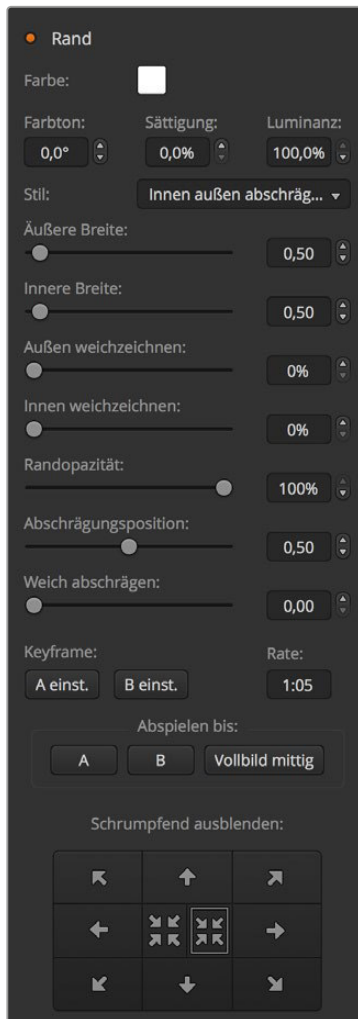 Rand
Farbe:
Farbton: Sättigung: Luminanz:
0,0° 0,0% 100,0%
Stil: Innen außen abschräg...
Äußere Breite:
0,50
Innere Breite:
0,50
Außen weichzeichnen:
0%
Innen weichzeichnen:
0%
Randopazität:
100%
Abschrägungsposition:
0,50
Weich abschrägen:
0,00
Keyframe: Rate:
A einst. B einst. 1:05
Abspielen bis:
A B Vollbild mittig
Schrumpfend ausblenden: